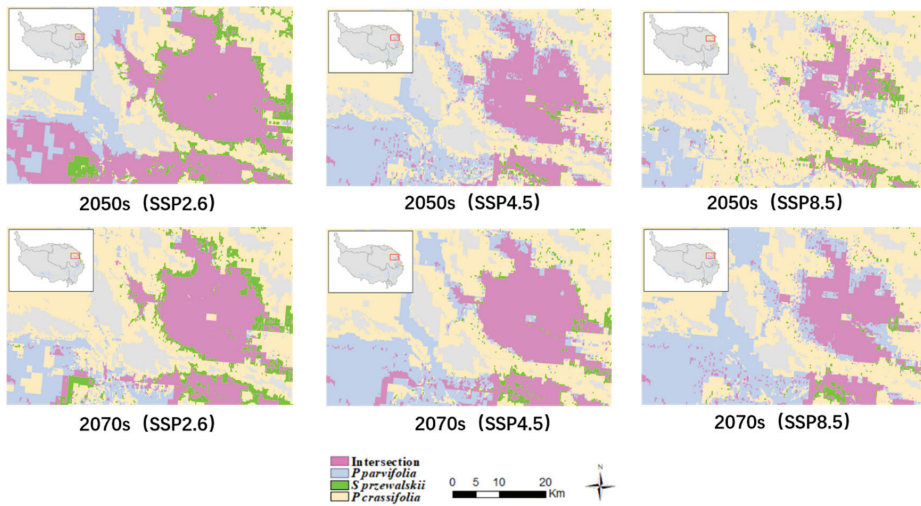 2050s (SSP2.6)
2050s (SSP4.5)
2050s (SSP8.5)
2070s (SSP2.6)
2070s (SSP4.5)
2070s (SSP8.5)
Intersection
P parvifolia
S przewalskii
P crassifolia
0 5 10 20
Km
N